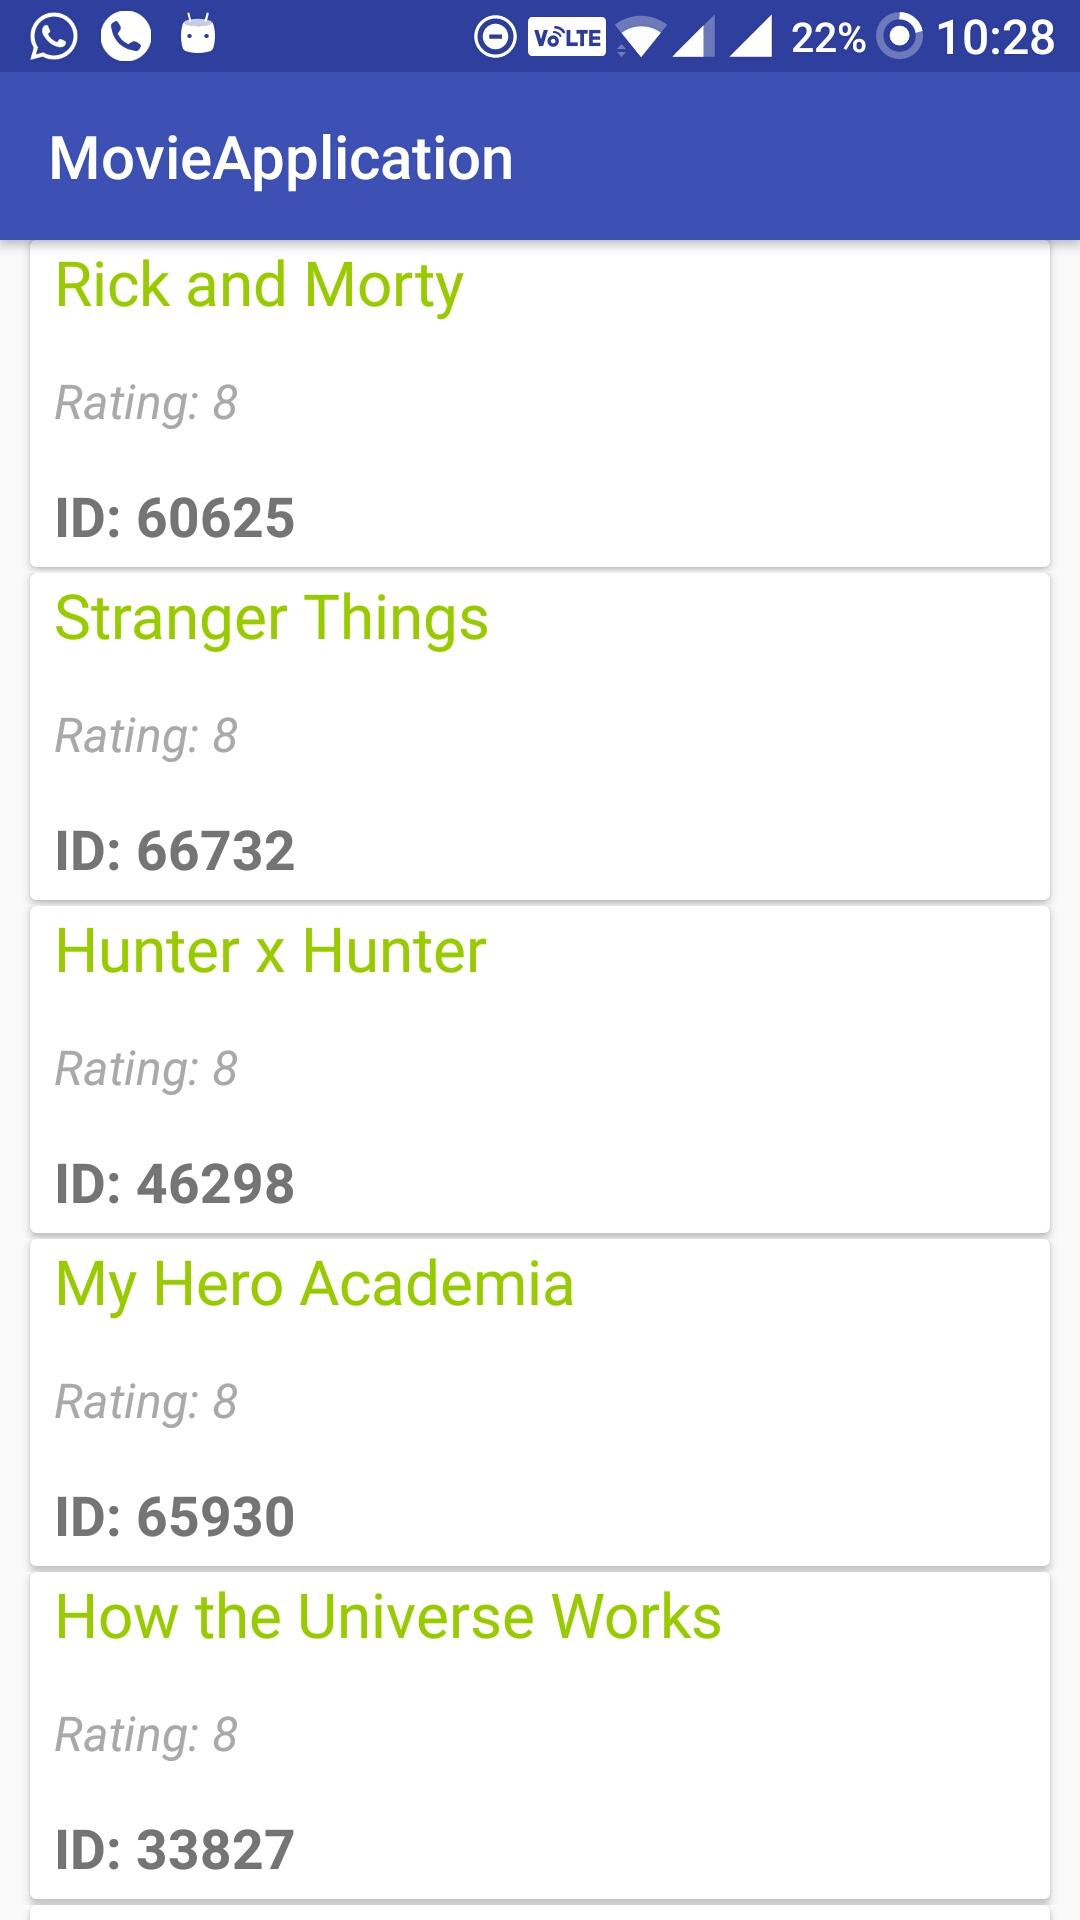 VoLTE 22% 10:28
MovieApplication
Rick and Morty
Rating: 8
ID: 60625
Stranger Things
Rating: 8
ID: 66732
Hunter x Hunter
Rating: 8
ID: 46298
My Hero Academia
Rating: 8
ID: 65930
How the Universe Works
Rating: 8
ID: 33827